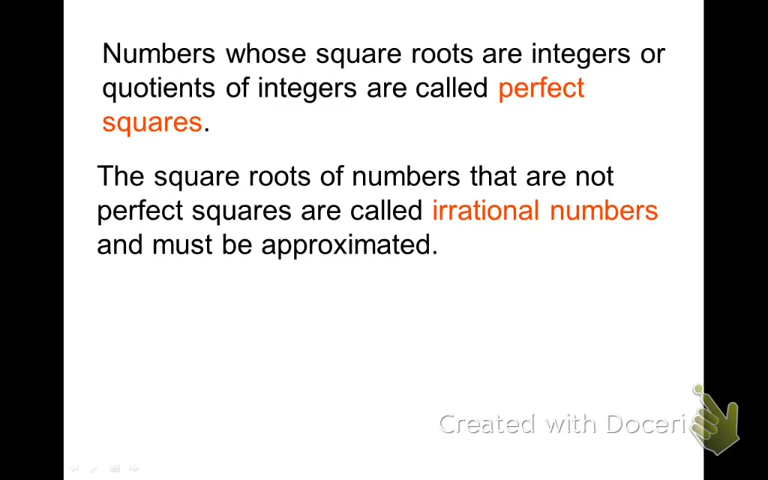 Numbers whose square roots are integers or
quotients of integers are called perfect
squares.
The square roots of numbers that are not
perfect squares are called irrational numbers
and must be approximated.
Created with Doceri